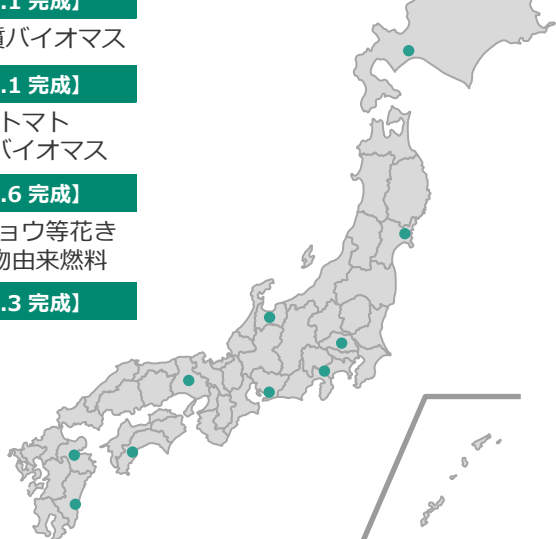 .1 完成】
バイオマス
.1 完成】
トマト
バイオマス
.6 完成】
ョウ等花き
物由来燃料
.3 完成】